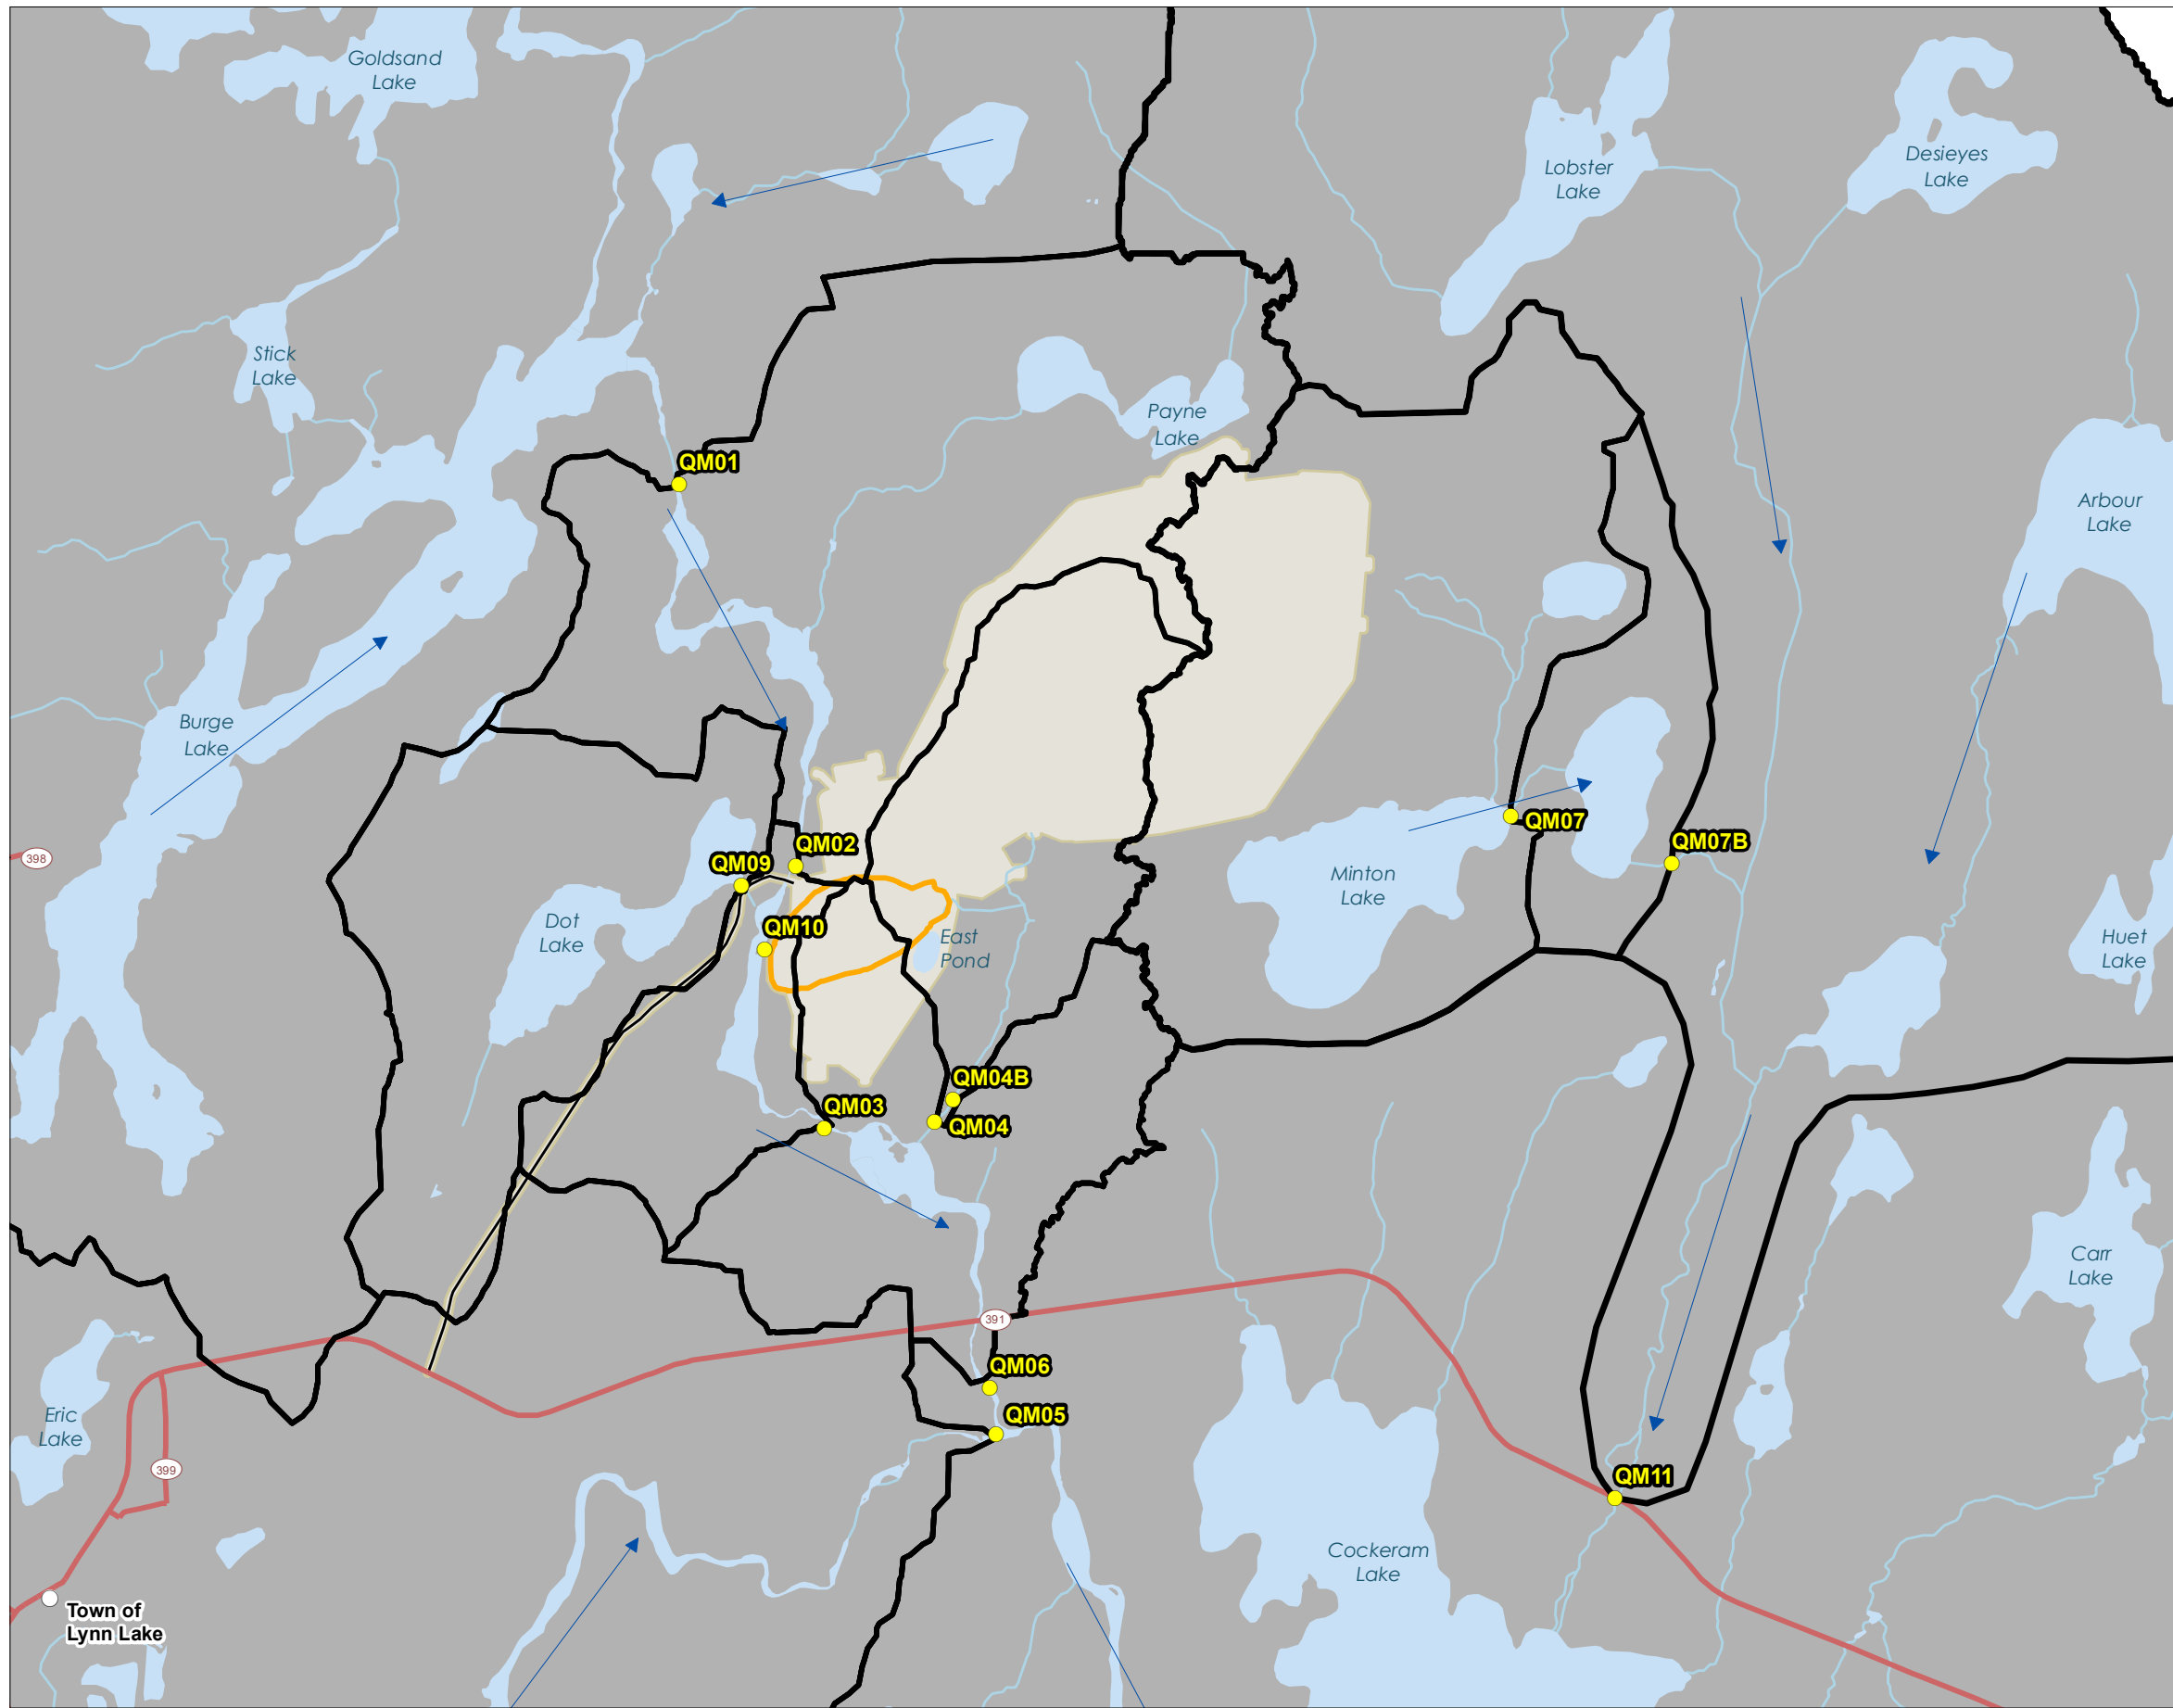 Goldsand
Lake
Lobster
Lake
Desieyes
Lake
Stick
Lake
Payne
Lake
QM01
Arbour
Lake
Burge
Lake
398
QM02
QM09
QM07
QM07B
Minton
Lake
Dot
Lake
QM10
East
Pond
Huet
Lake
QM04B
QM03
QM04
Carr
Lake
391
QM06
QM05
Eric
Lake
399
QM11
Cockeram
Lake
Town of
Lynn Lake